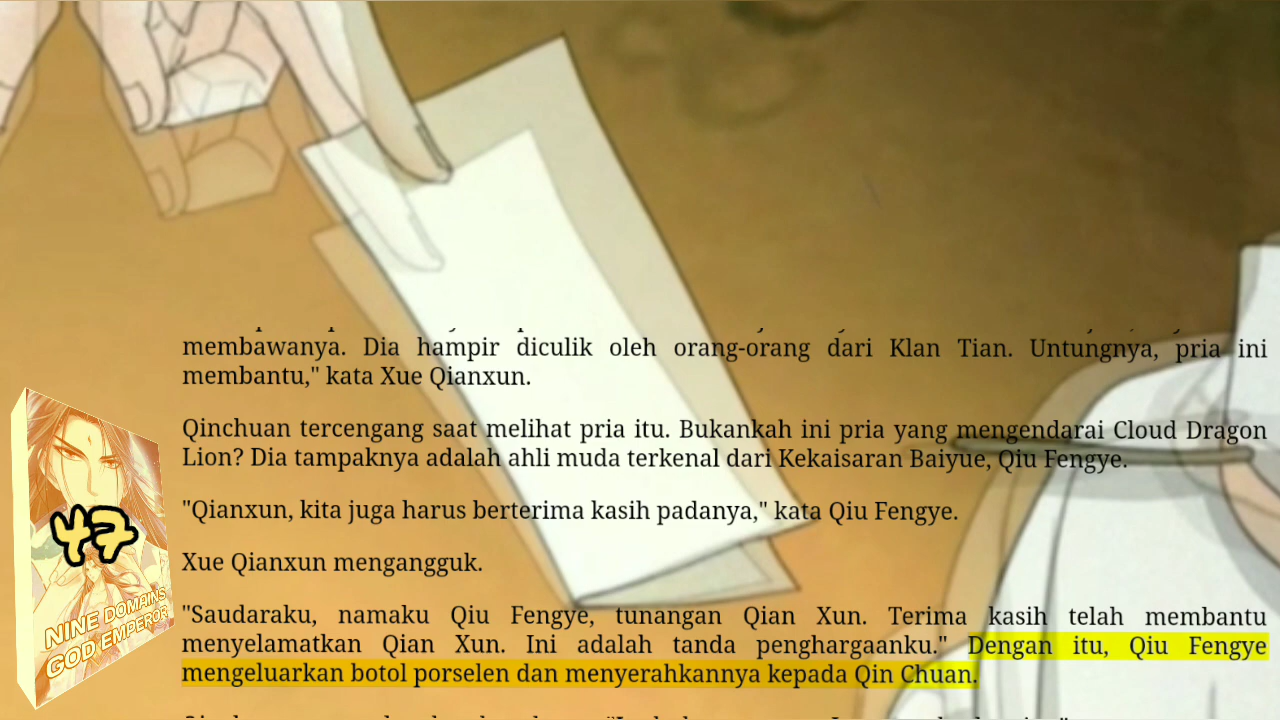 membawanya. Dia hampir diculik oleh orang-orang dari Klan Tian. Untungnya, pria ini
membantu," kata Xue Qianxun.
Qinchuan tercengang saat melihat pria itu. Bukankah ini pria yang mengendarai Cloud Dragon
Lion? Dia tampaknya adalah ahli muda terkenal dari Kekaisaran Baiyue, Qiu Fengye.
"Qianxun, kita juga harus berterima kasih padanya," kata Qiu Fengye.
Xue Qianxun mengangguk.
"Saudaraku, namaku Qiu Fengye, tunangan Qian Xun. Terima kasih telah membantu
menyelamatkan Qian Xun. Ini adalah tanda penghargaanku." Dengan itu, Qiu Fengye
mengeluarkan botol porselen dan menyerahkannya kepada Qin Chuan.
47
NINE DOMAINS
GOD EMPEROR